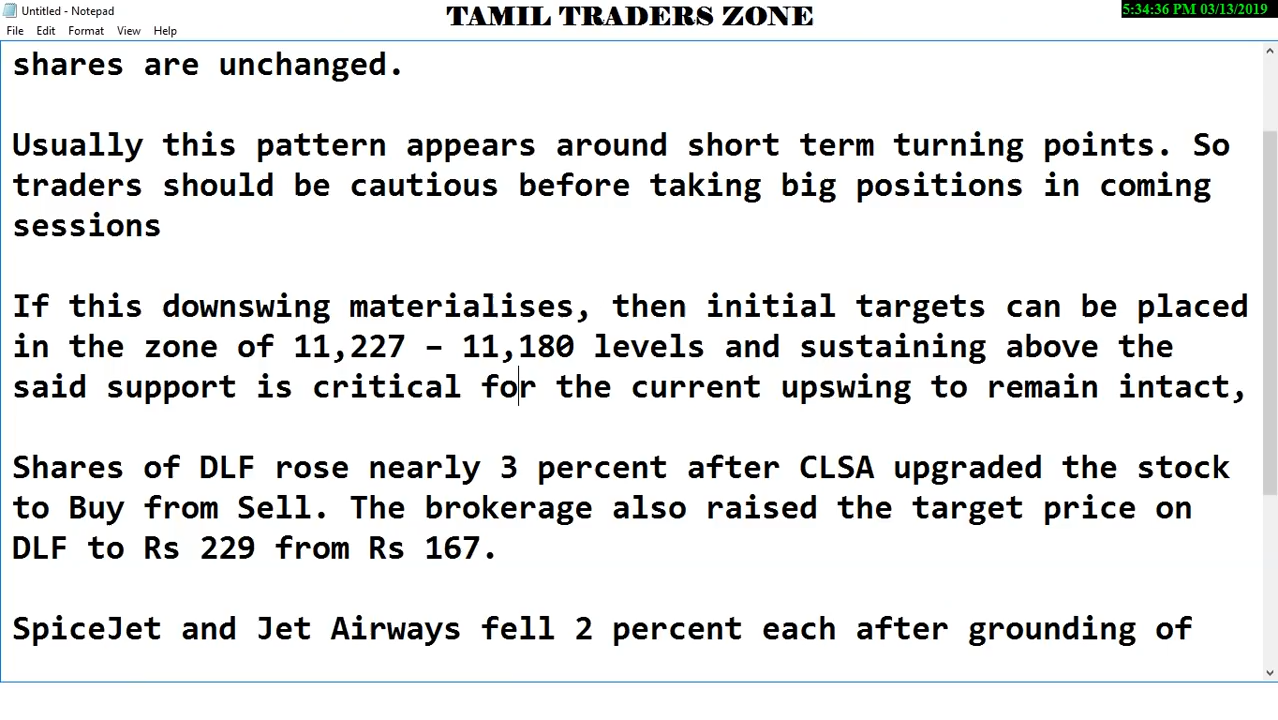 Untitled - Notepad
TAMIL TRADERS ZONE
5:34:36 PM 03/13/2019
File Edit Format View Help
shares are unchanged.
Usually this pattern appears around short term turning points. So
traders should be cautious before taking big positions in coming
sessions
If this downswing materialises, then initial targets can be placed
in the zone of 11,227 – 11,180 levels and sustaining above the
said support is critical for the current upswing to remain intact,
Shares of DLF rose nearly 3 percent after CLSA upgraded the stock
to Buy from Sell. The brokerage also raised the target price on
DLF to Rs 229 from Rs 167.
SpiceJet and Jet Airways fell 2 percent each after grounding of